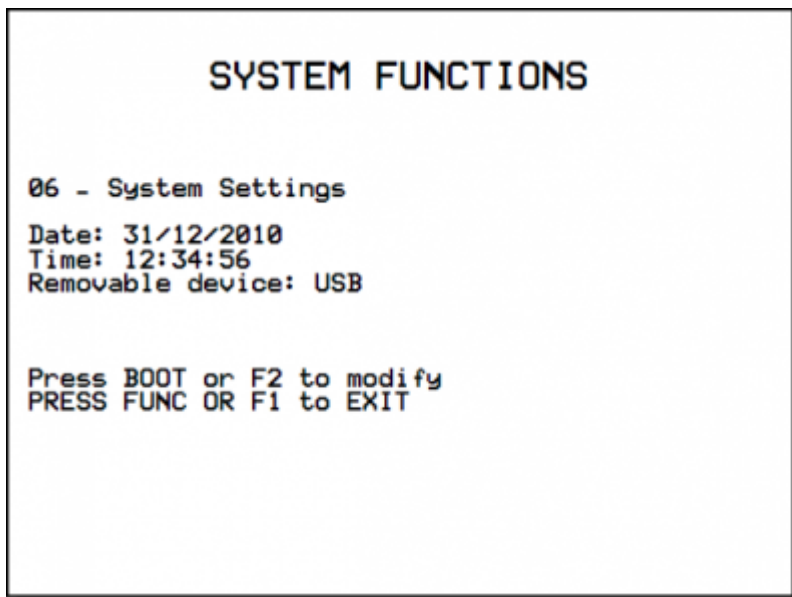 SYSTEM FUNCTIONS
06 - System Settings
Date: 31/12/2010
Time: 12:34:56
Removable device: USB
Press BOOT or F2 to modify
PRESS FUNC OR F1 to EXIT